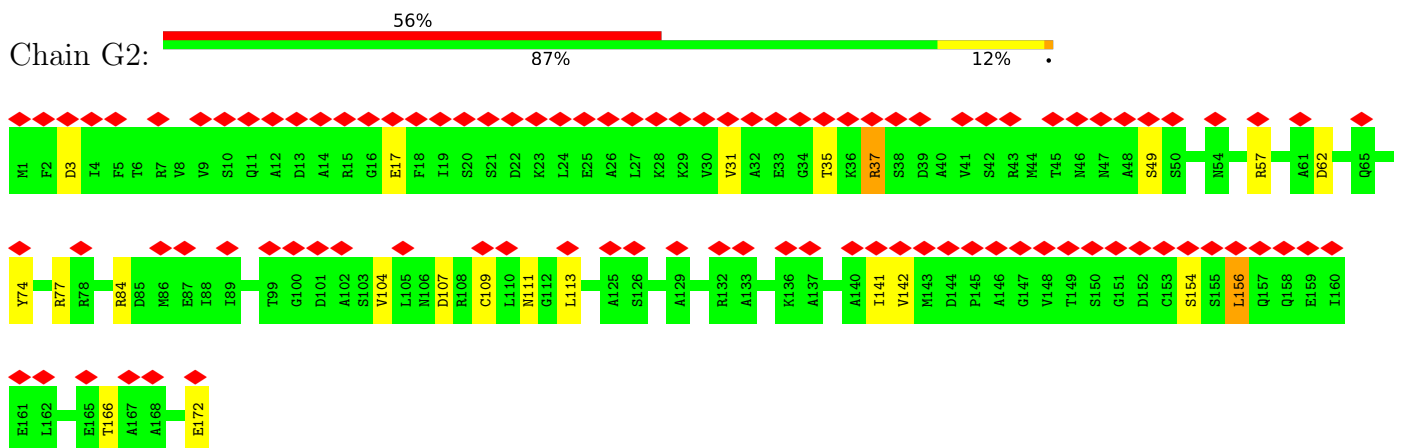 56%
Chain G2:
87% 12% •
M1 F2 D3 I4 F5 T6 R7 V8 V9 S10 Q11 A12 D13 A14 R15 G16 E17 F18 I19 S20 S21 D22 K23 L24 E25 A26 L27 K28 K29 V30 V31 A32 E33 G34 T35 K36 R37 S38 D39 A40 V41 S42 R43 M44 T45 N46 N47 A48 S49 S50 N54 R57 A61 D62 Q65
Y74 R77 R78 R84 D85 M86 E87 I88 I89 T99 G100 D101 A102 S103 V104 L105 N106 D107 R108 C109 L110 N111 G112 L113 A125 S126 A129 R132 A133 K136 A137 A140 I141 V142 M143 D144 P145 A146 G147 V148 T149 S150 G151 D152 C153 S154 S155 L156 Q157 Q158 E159 I160
E161 L162 E165 T166 A167 A168 E172